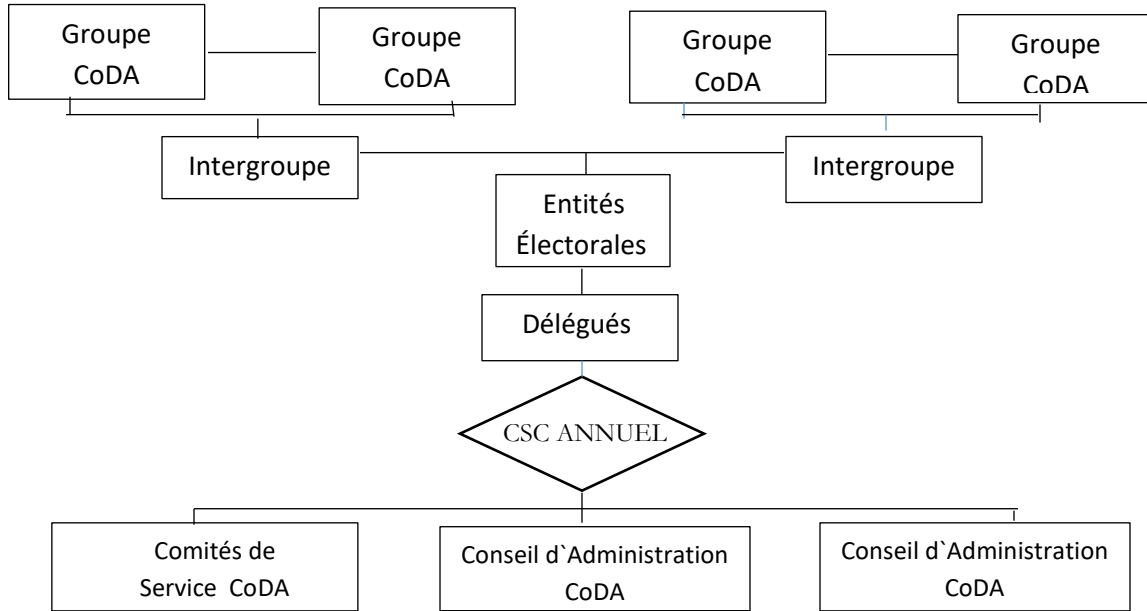 Groupe
CoDA
Groupe
CoDA
Groupe
CoDA
Groupe
CoDA
Intergroupe
Intergroupe
Entités
Électorales
Délégués
CSC ANNUEL
Comités de
Service CoDA
Conseil d`Administration
CoDA
Conseil d`Administration
CoDA